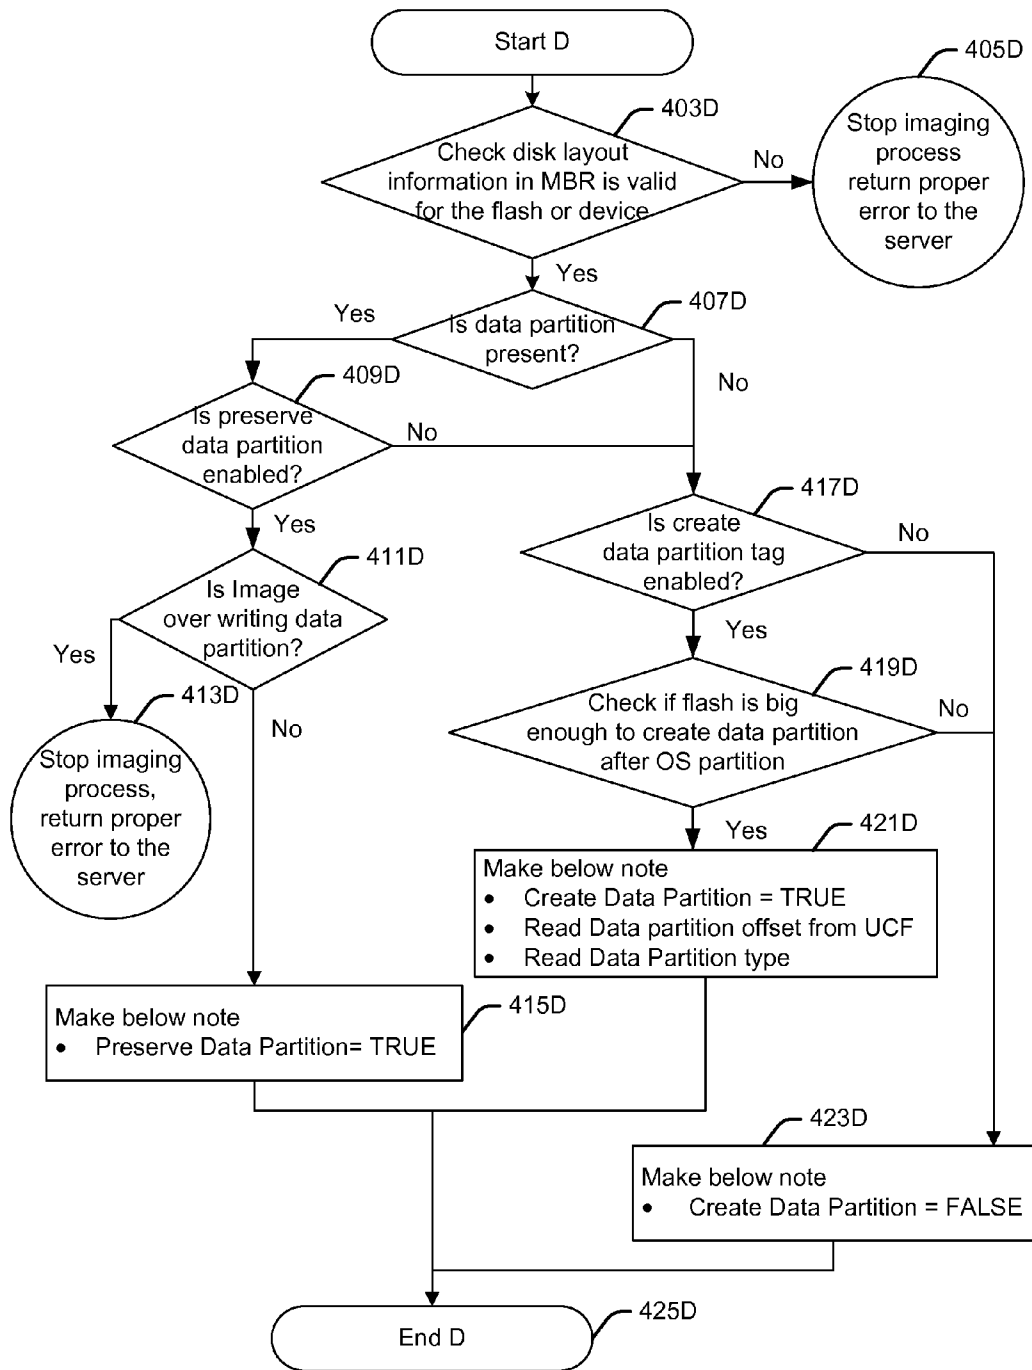 Start D
405D
403D
Stop imaging
process
return proper
error to the
server
No
Check disk layout
information in MBR is valid
for the flash or device
Yes
407D
Yes
Is data partition
present?
409D
No
Is preserve
data partition
enabled?
No
417D
Is create
data partition tag
enabled?
No
Yes
411D
Is Image
over writing data
partition?
Yes
Yes
419D
413D
Check if flash is big
enough to create data partition
after OS partition
No
No
Stop imaging
process,
return proper
error to the
server
Yes
421D
Make below note
• Create Data Partition = TRUE
• Read Data partition offset from UCF
• Read Data Partition type
415D
Make below note
• Preserve Data Partition= TRUE
423D
Make below note
• Create Data Partition = FALSE
425D
End D